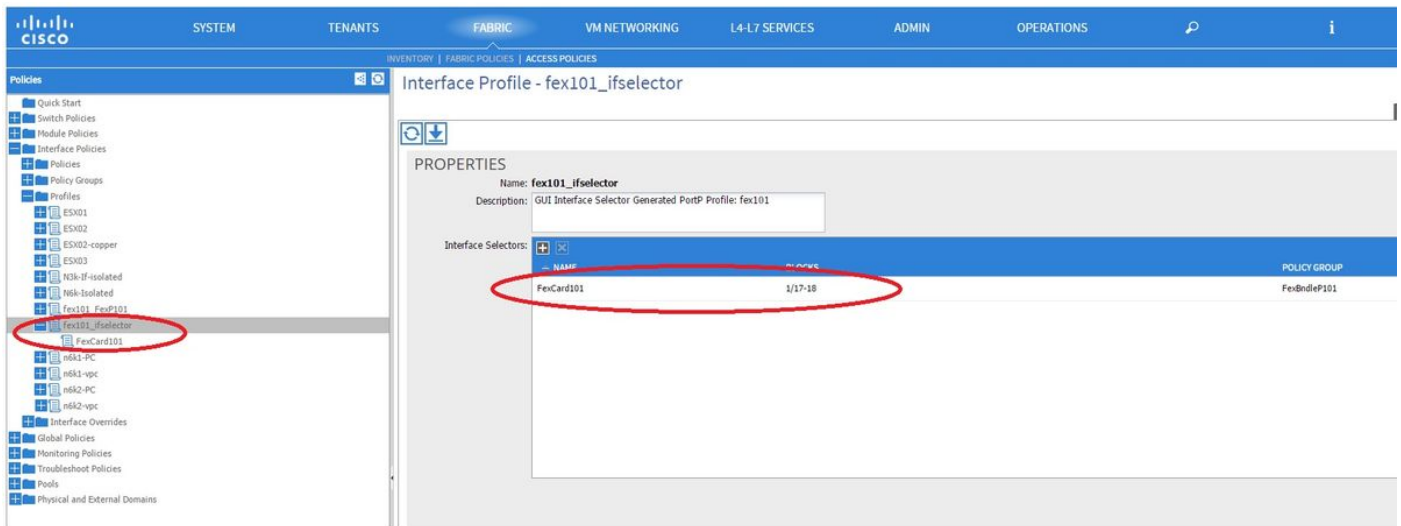 CISCO
SYSTEM TENANTS FABRIC VM NETWORKING L4-L7 SERVICES ADMIN OPERATIONS i
INVENTORY | FABRIC POLICIES | ACCESS POLICIES
Policies
Quick Start
Switch Policies
Module Policies
Interface Policies
Policies
Policy Groups
Profiles
ESX01
ESX02
ESX02-copper
ESX03
N3k-If-isolated
N6k-Isolated
fex101_FexP101
fex101_ifselector
FexCard101
n6k1-PC
n6k1-vpc
n6k2-PC
n6k2-vpc
Interface Overrides
Global Policies
Monitoring Policies
Troubleshoot Policies
Pools
Physical and External Domains
Interface Profile - fex101_ifselector
PROPERTIES
Name: fex101_ifselector
Description: GUI Interface Selector Generated PortP Profile: fex101
Interface Selectors:
NAME BLOCKS POLICY GROUP
FexCard101 1/17-18 FexBndleP101